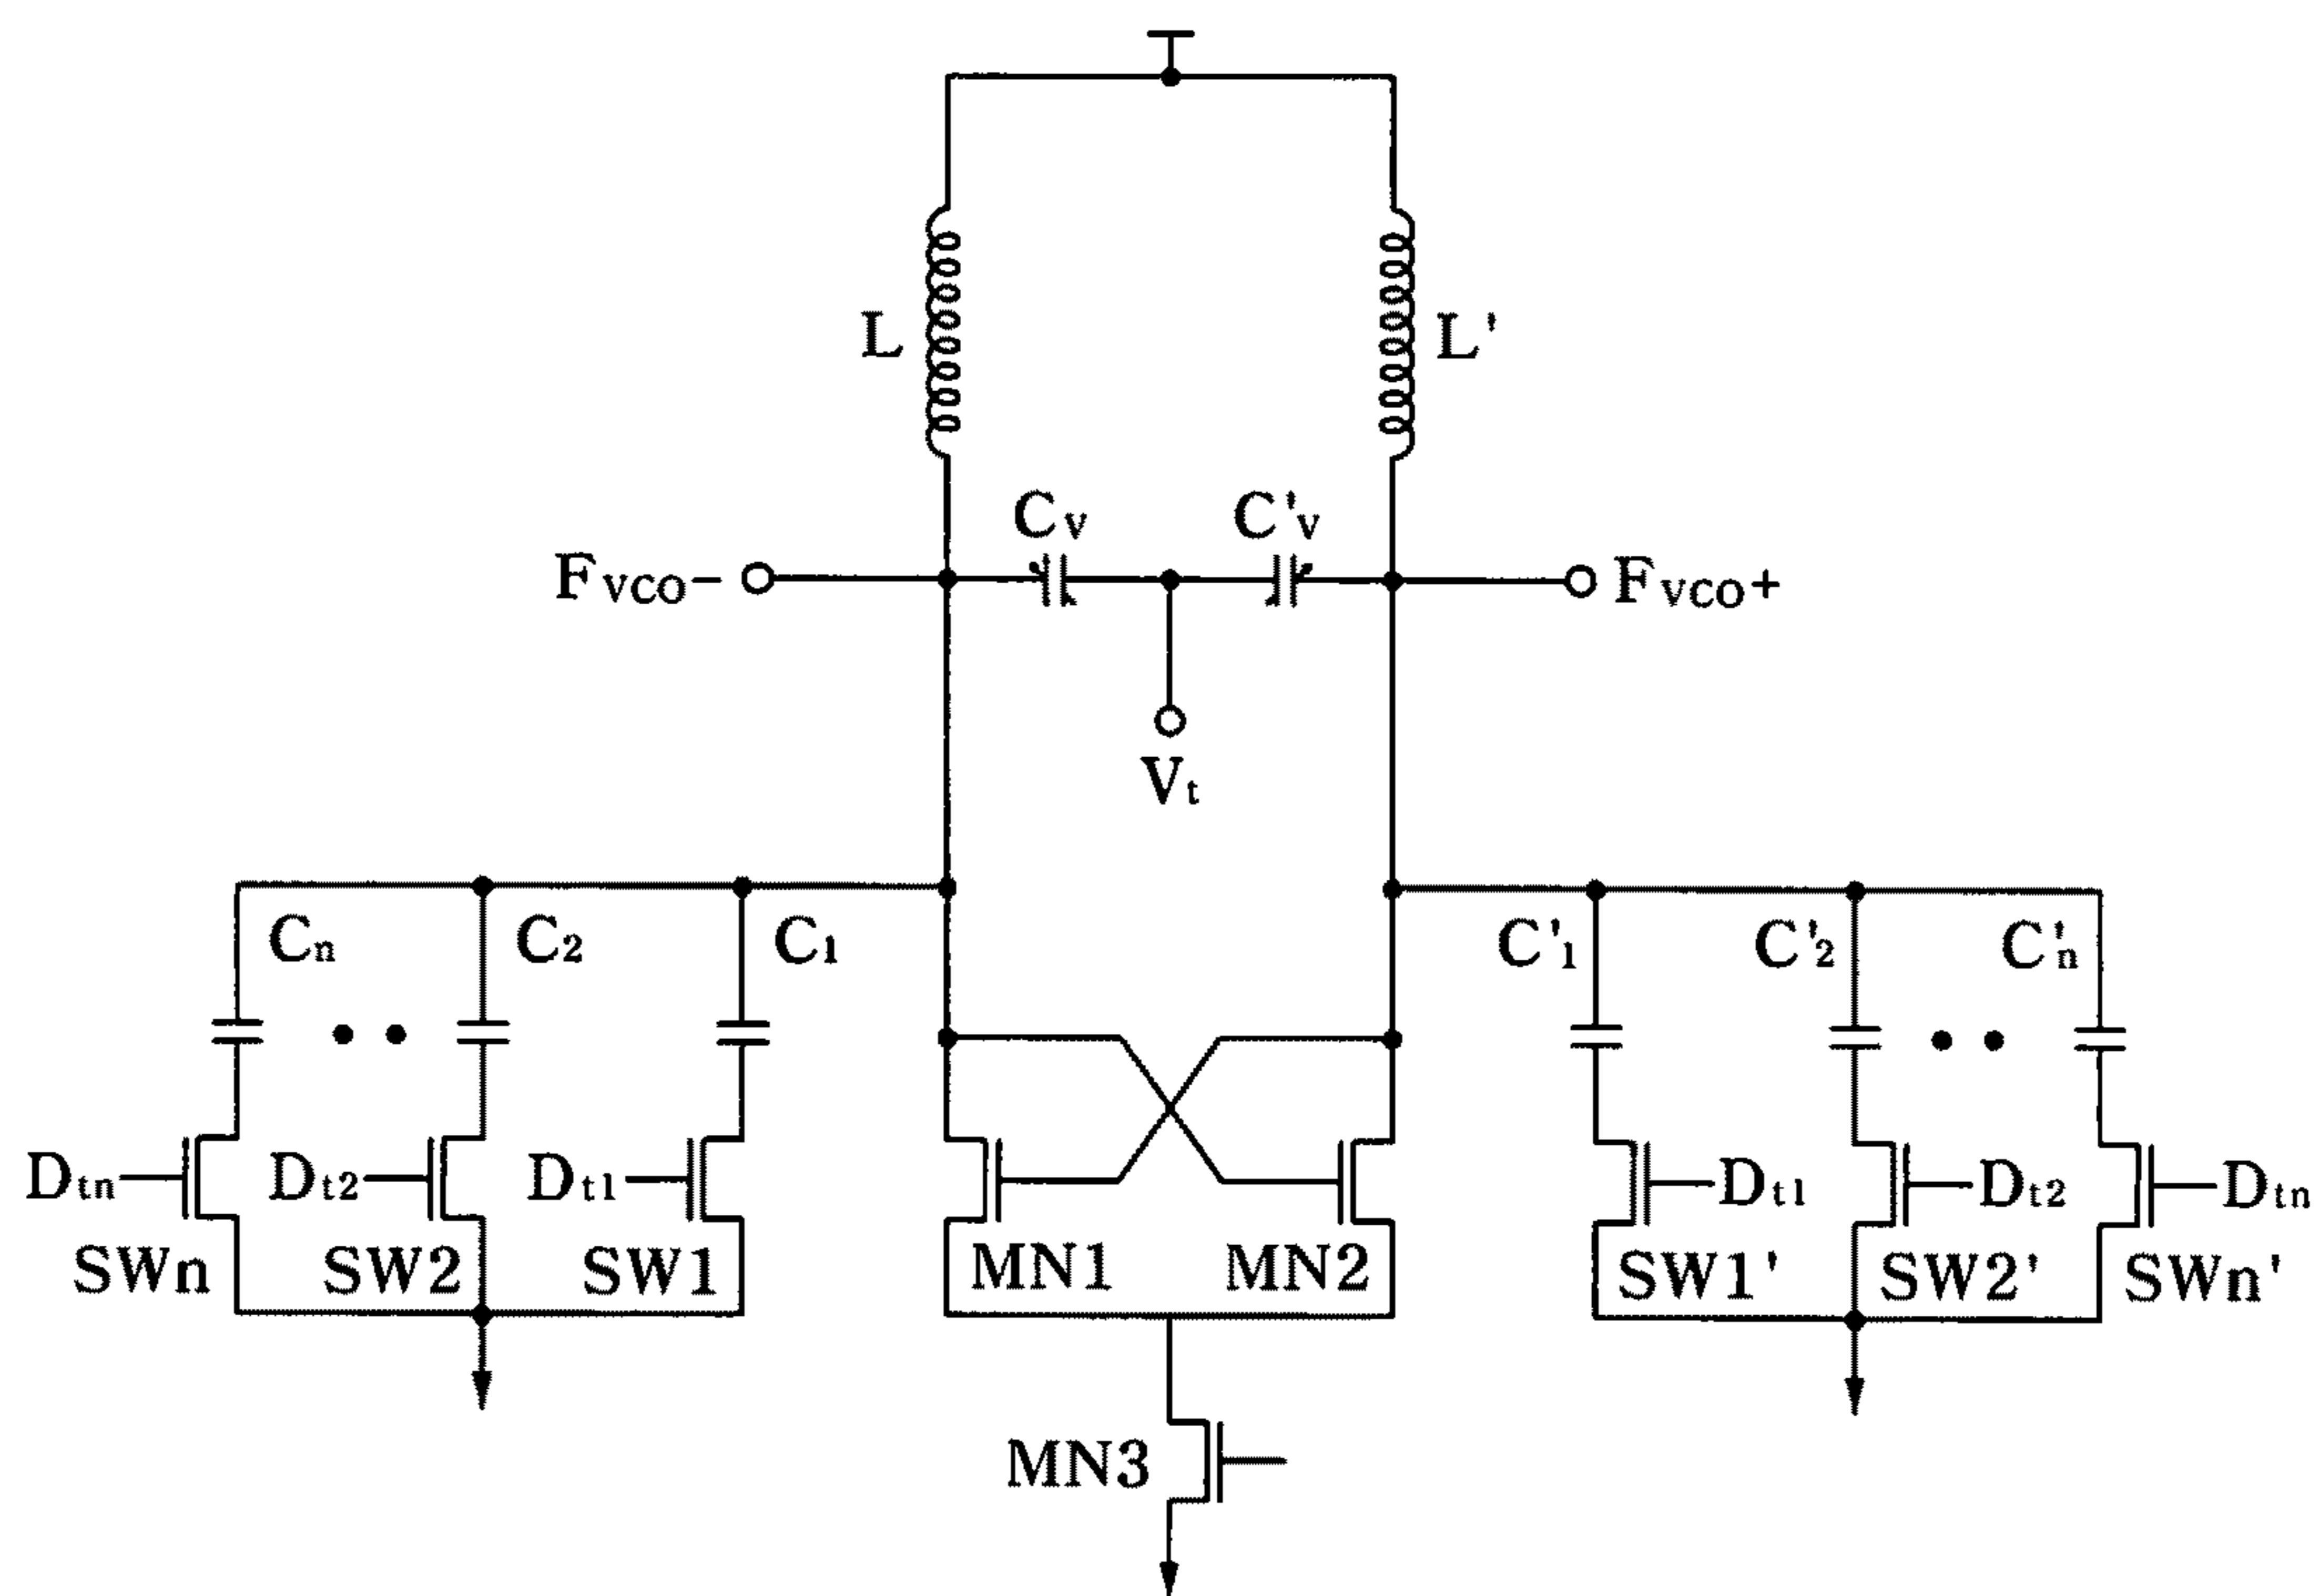 L L'
Cv C'v
Fvco- Fvco+
Vt
Cn C2 C1 C'1 C'2 C'n
Dtn Dt2 Dt1 Dt1 Dt2 Dtn
SWn SW2 SW1 MN1 MN2 SW1' SW2' SWn'
MN3